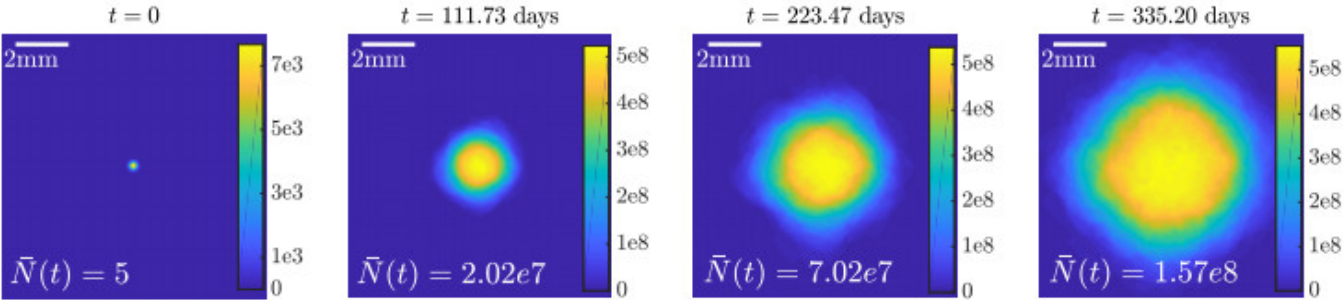 t = 0
2mm
7e3
5e3
3e3
1e3
0
N̄(t) = 5
t = 111.73 days
2mm
5e8
4e8
3e8
2e8
1e8
0
N̄(t) = 2.02e7
t = 223.47 days
2mm
5e8
4e8
3e8
2e8
1e8
0
N̄(t) = 7.02e7
t = 335.20 days
2mm
5e8
4e8
3e8
2e8
1e8
0
N̄(t) = 1.57e8